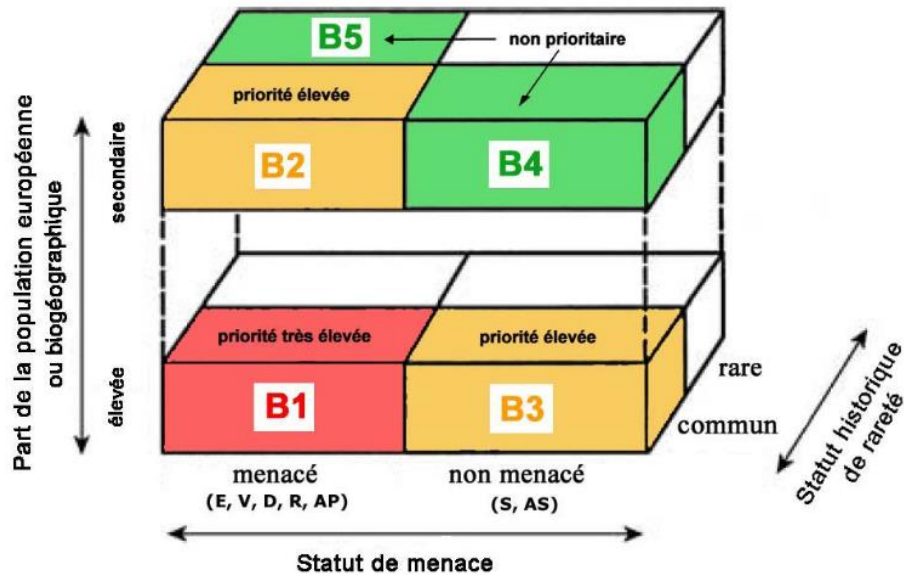 B5
non prioritaire
priorité élevée
B2
B4
secondaire
Part de la population européenne
ou biogéographique
priorité très élevée
priorité élevée
élevée
B1
B3
rare
commun
Statut historique
de rareté
menacé
(E, V, D, R, AP)
non menacé
(S, AS)
Statut de menace